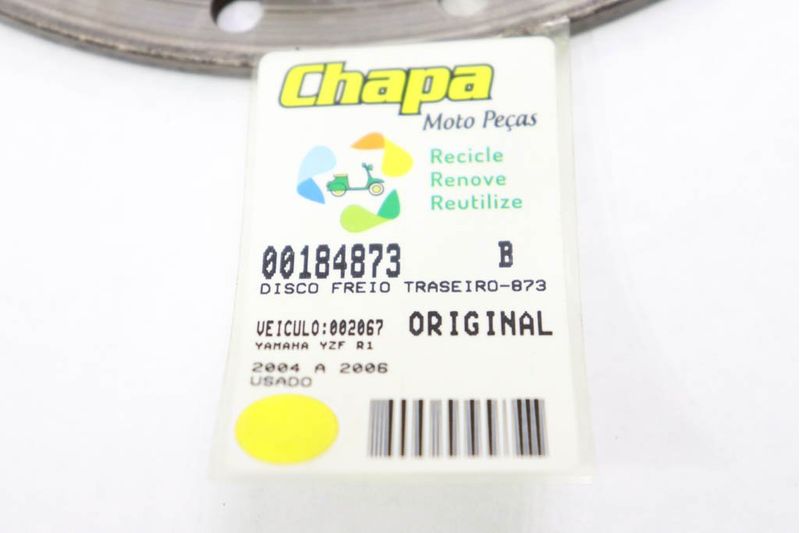 Chapa
Moto Peças
Recicle
Renove
Reutilize
00184873 B
DISCO FREIO TRASEIRO-873
VEICULO:002067 ORIGINAL
YAMAHA YZF R1
2004 A 2006
USADO